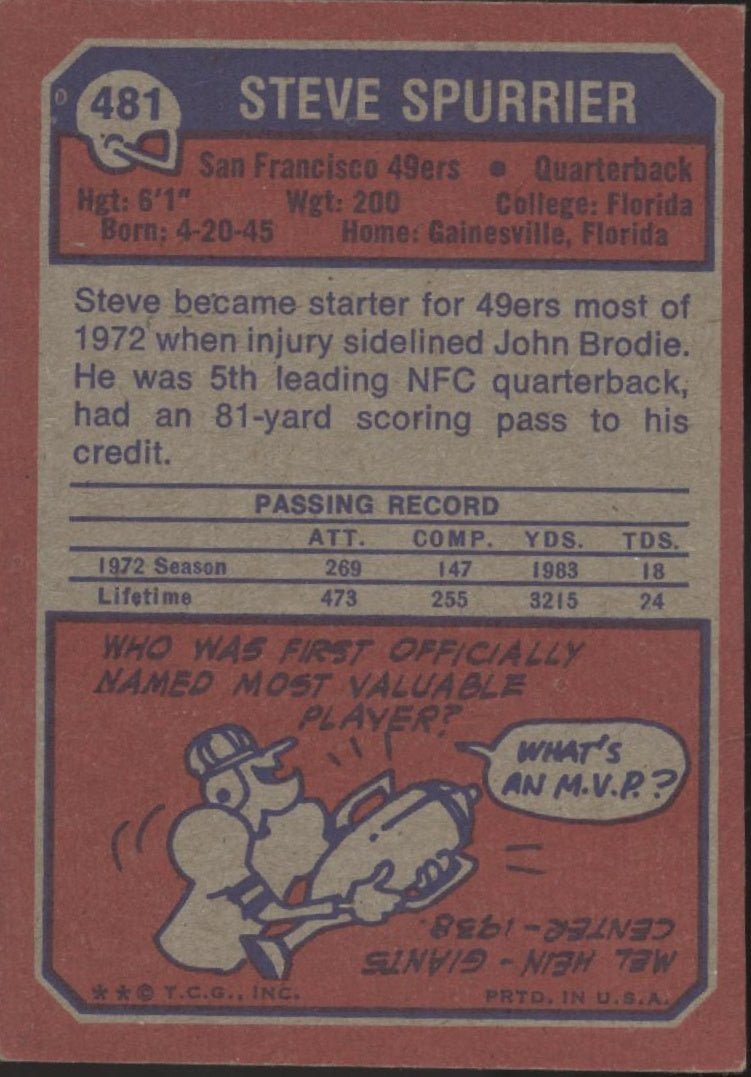 481 STEVE SPURRIER
San Francisco 49ers • Quarterback
Hgt: 6'1" Wgt: 200 College: Florida
Born: 4-20-45 Home: Gainesville, Florida
Steve became starter for 49ers most of
1972 when injury sidelined John Brodie.
He was 5th leading NFC quarterback,
had an 81-yard scoring pass to his
credit.
PASSING RECORD
ATT. COMP. YDS. TDS.
1972 Season 269 147 1983 18
Lifetime 473 255 3215 24
WHO WAS FIRST OFFICIALLY
NAMED MOST VALUABLE
PLAYER?
WHAT'S
AN M.V.P.?
MEL HEIN - GIANTS
CENTER - 1938.
**© T.C.G., INC. PRTD. IN U.S.A.